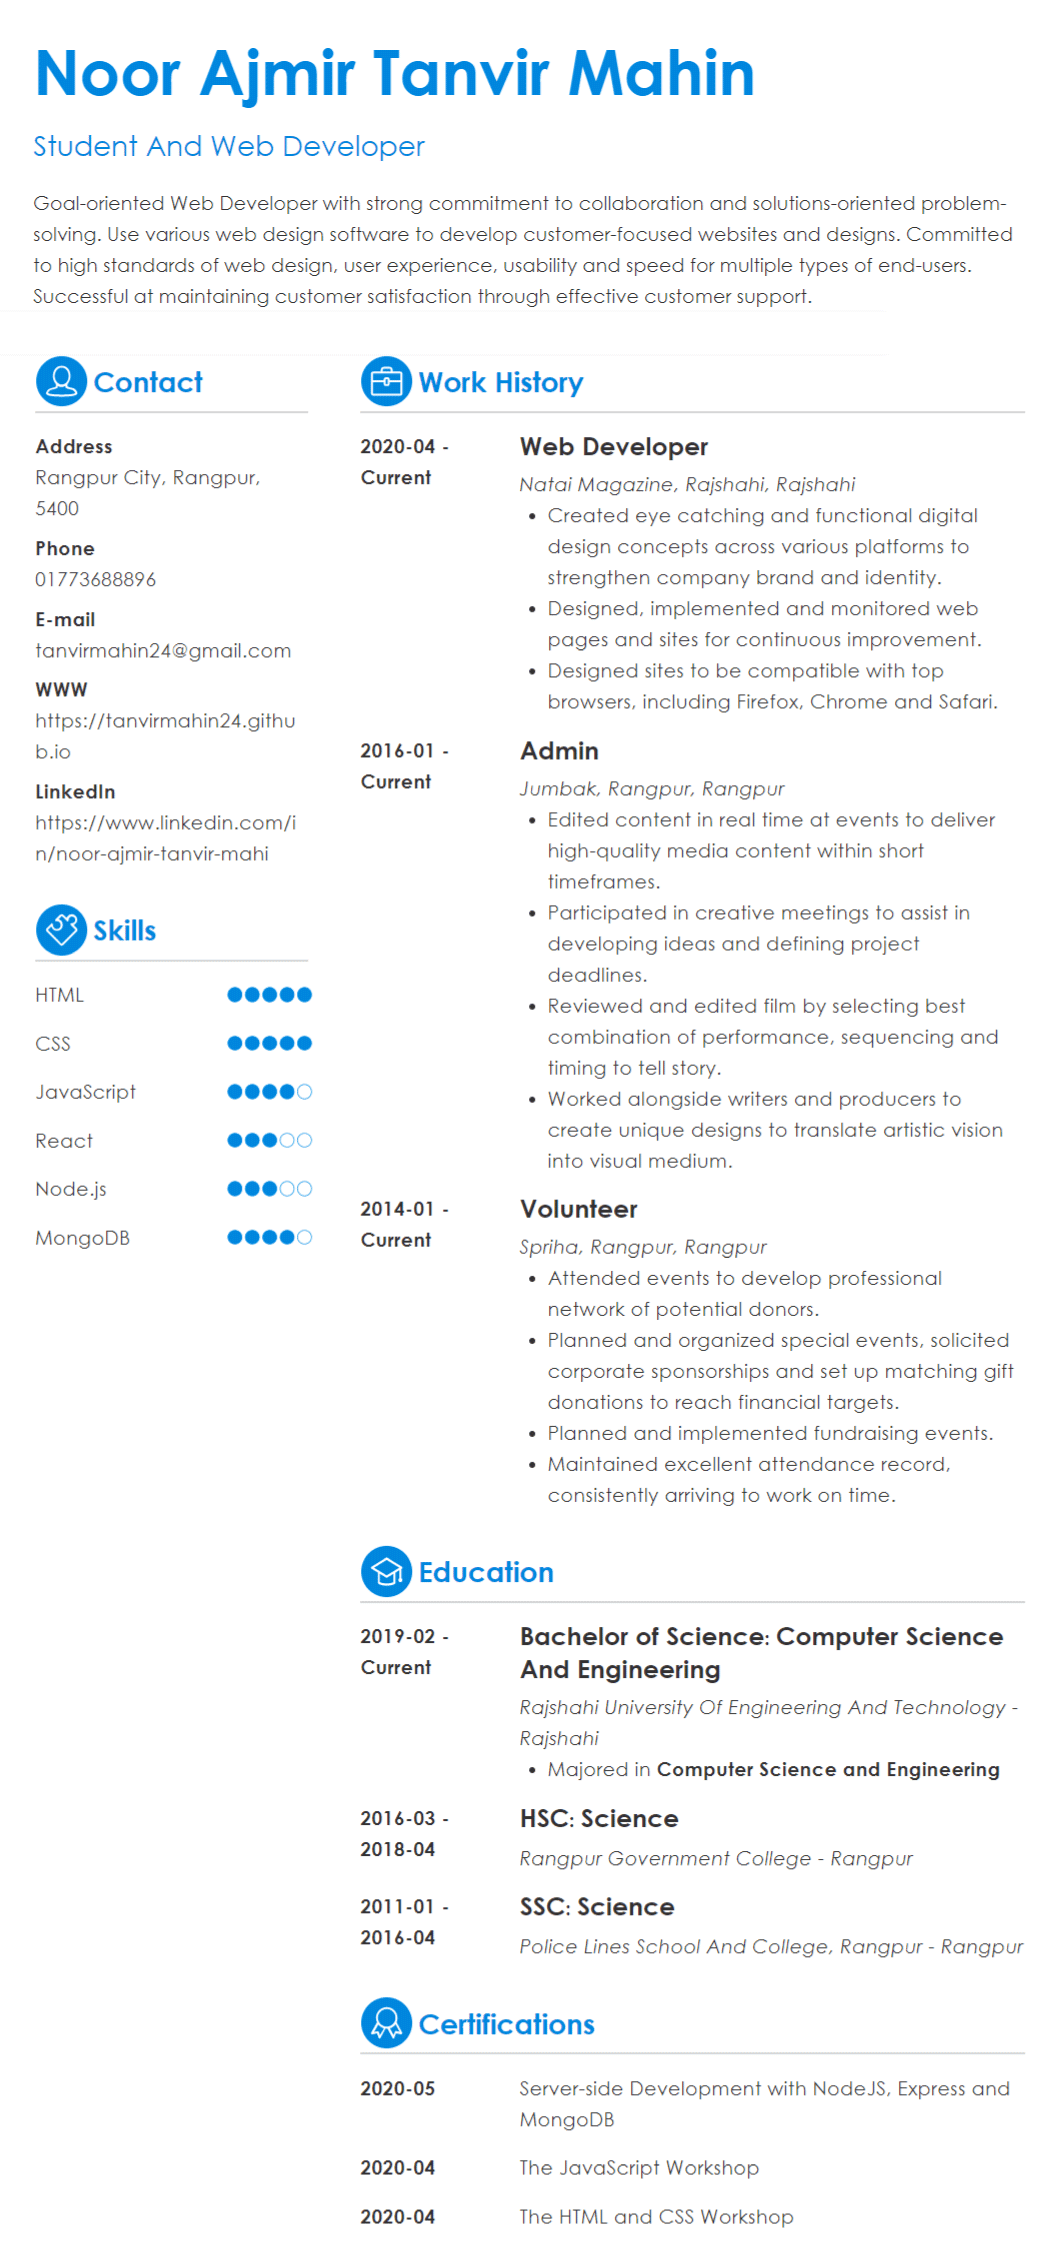 Noor Ajmir Tanvir Mahin
Student And Web Developer
Goal-oriented Web Developer with strong commitment to collaboration and solutions-oriented problem-
solving. Use various web design software to develop customer-focused websites and designs. Committed
to high standards of web design, user experience, usability and speed for multiple types of end-users.
Successful at maintaining customer satisfaction through effective customer support.
Contact
Address
Rangpur City, Rangpur,
5400
Phone
01773688896
E-mail
tanvirmahin24@gmail.com
WWW
https://tanvirmahin24.githu
b.io
LinkedIn
https://www.linkedin.com/i
n/noor-ajmir-tanvir-mahi
Skills
HTML
CSS
JavaScript
React
Node.js
MongoDB
Work History
2020-04 -
Current
Web Developer
Natai Magazine, Rajshahi, Rajshahi
• Created eye catching and functional digital
design concepts across various platforms to
strengthen company brand and identity.
• Designed, implemented and monitored web
pages and sites for continuous improvement.
• Designed sites to be compatible with top
browsers, including Firefox, Chrome and Safari.
2016-01 -
Current
Admin
Jumbak, Rangpur, Rangpur
• Edited content in real time at events to deliver
high-quality media content within short
timeframes.
• Participated in creative meetings to assist in
developing ideas and defining project
deadlines.
• Reviewed and edited film by selecting best
combination of performance, sequencing and
timing to tell story.
• Worked alongside writers and producers to
create unique designs to translate artistic vision
into visual medium.
2014-01 -
Current
Volunteer
Spriha, Rangpur, Rangpur
• Attended events to develop professional
network of potential donors.
• Planned and organized special events, solicited
corporate sponsorships and set up matching gift
donations to reach financial targets.
• Planned and implemented fundraising events.
• Maintained excellent attendance record,
consistently arriving to work on time.
Education
2019-02 -
Current
Bachelor of Science: Computer Science
And Engineering
Rajshahi University Of Engineering And Technology -
Rajshahi
• Majored in Computer Science and Engineering
2016-03 -
2018-04
HSC: Science
Rangpur Government College - Rangpur
2011-01 -
2016-04
SSC: Science
Police Lines School And College, Rangpur - Rangpur
Certifications
2020-05
Server-side Development with NodeJS, Express and
MongoDB
2020-04
The JavaScript Workshop
2020-04
The HTML and CSS Workshop